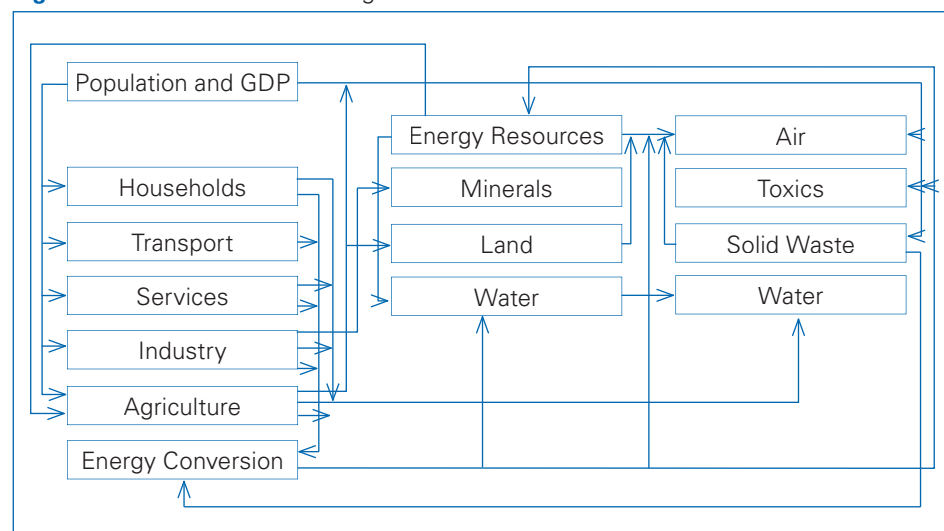 Population and GDP
Households
Transport
Services
Industry
Agriculture
Energy Conversion
Energy Resources
Minerals
Land
Water
Air
Toxics
Solid Waste
Water